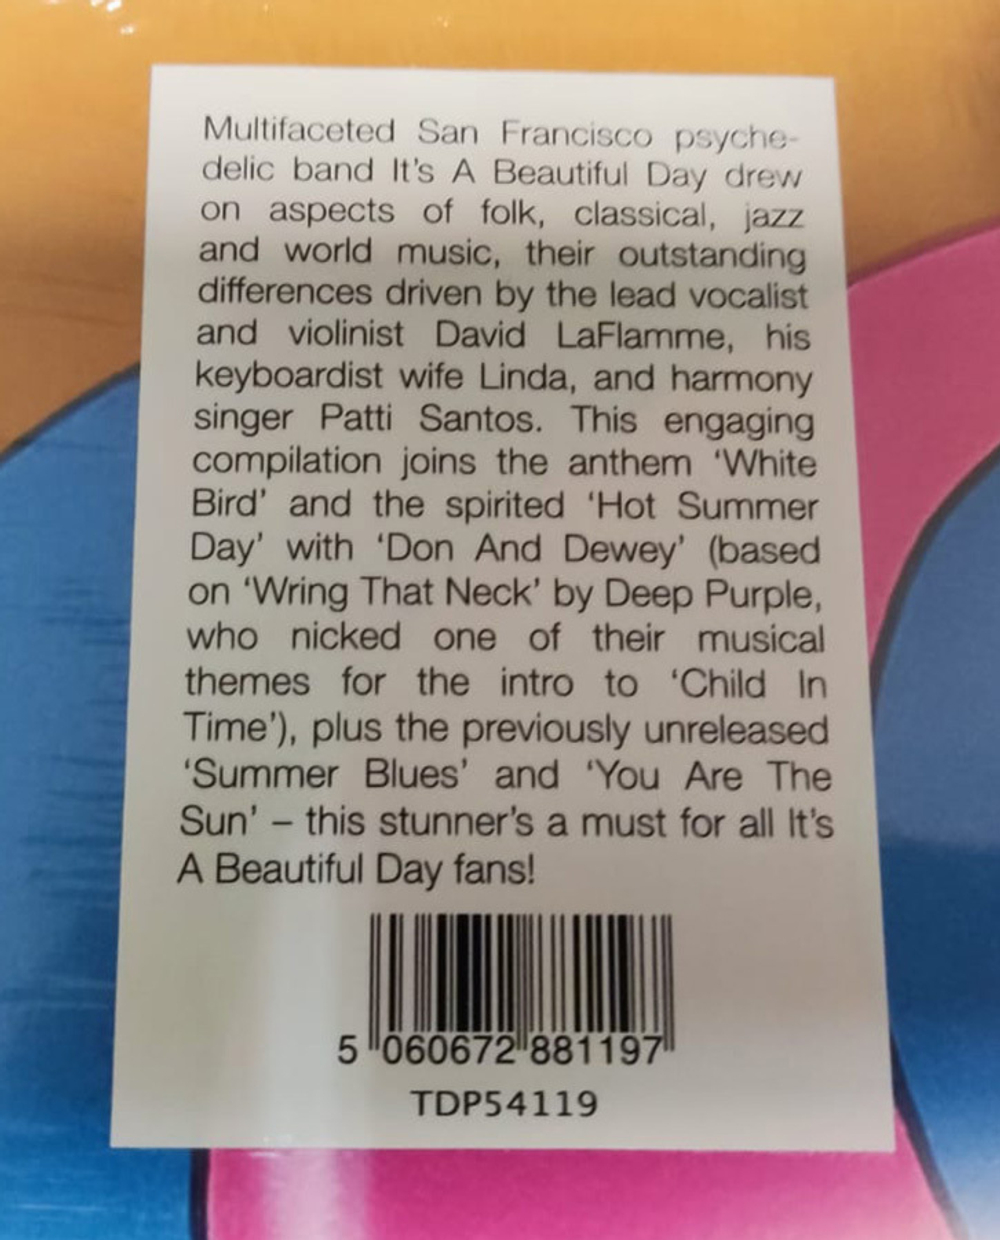 Multifaceted San Francisco psyche-
delic band It's A Beautiful Day drew
on aspects of folk, classical, jazz
and world music, their outstanding
differences driven by the lead vocalist
and violinist David LaFlamme, his
keyboardist wife Linda, and harmony
singer Patti Santos. This engaging
compilation joins the anthem ‘White
Bird’ and the spirited ‘Hot Summer
Day’ with ‘Don And Dewey’ (based
on ‘Wring That Neck’ by Deep Purple,
who nicked one of their musical
themes for the intro to ‘Child In
Time’), plus the previously unreleased
‘Summer Blues’ and ‘You Are The
Sun’ – this stunner's a must for all It's
A Beautiful Day fans!
5 060672 881197
TDP54119